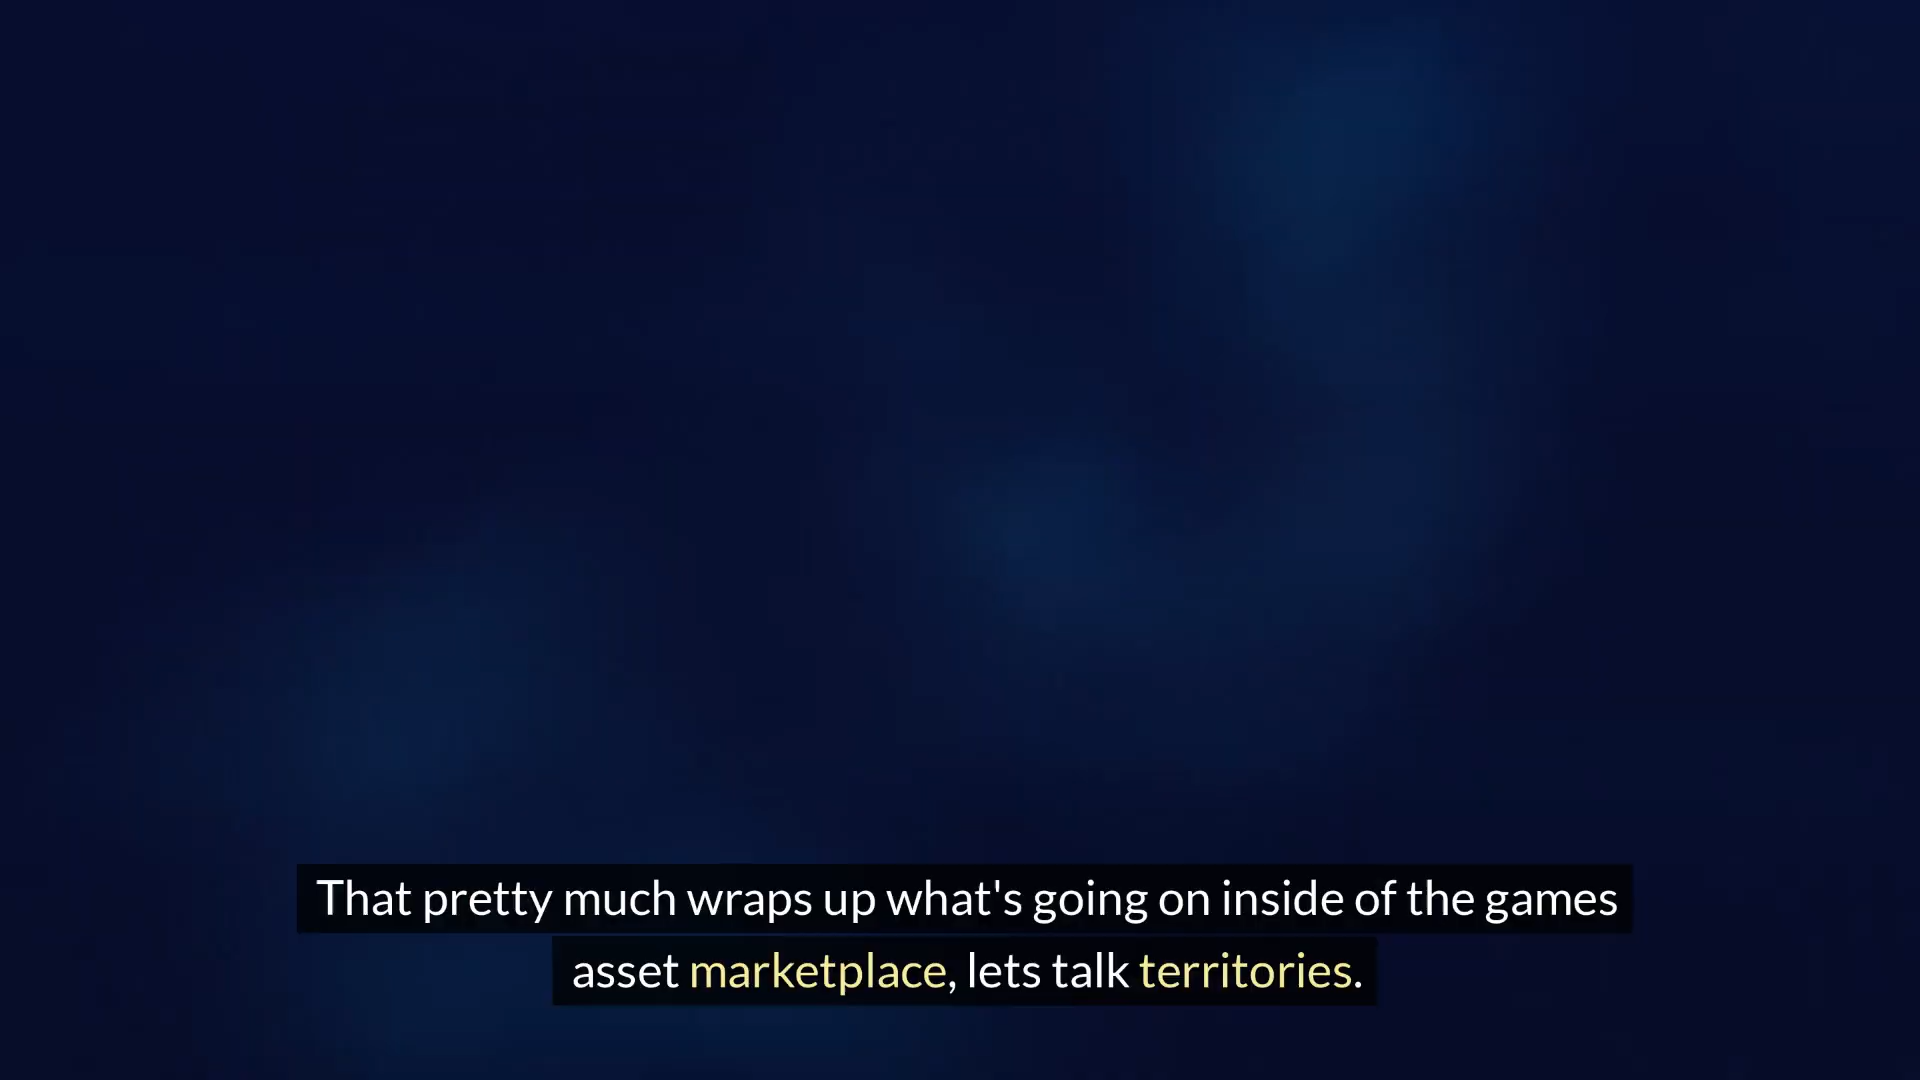 That pretty much wraps up what's going on inside of the games
asset marketplace, lets talk territories.